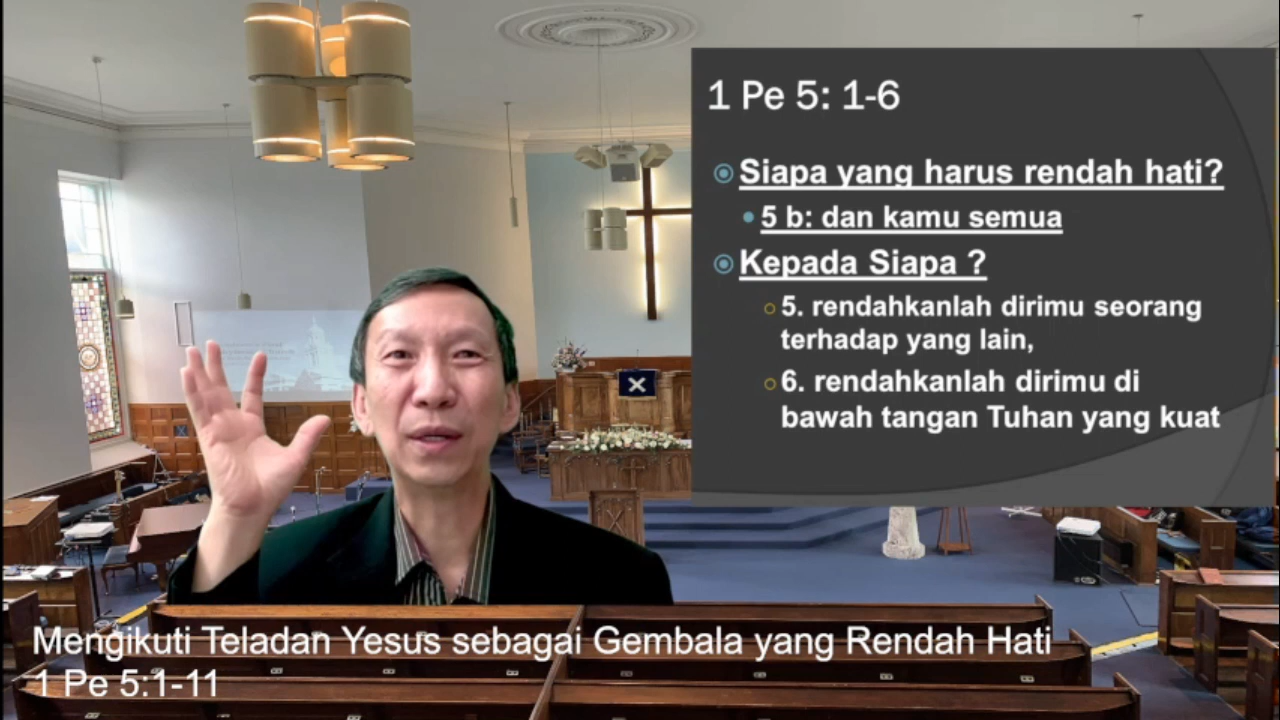 1 Pe 5: 1-6
Siapa yang harus rendah hati?
5 b: dan kamu semua
Kepada Siapa ?
5. rendahkanlah dirimu seorang
terhadap yang lain,
6. rendahkanlah dirimu di
bawah tangan Tuhan yang kuat
Mengikuti Teladan Yesus sebagai Gembala yang Rendah Hati
1 Pe 5:1-11